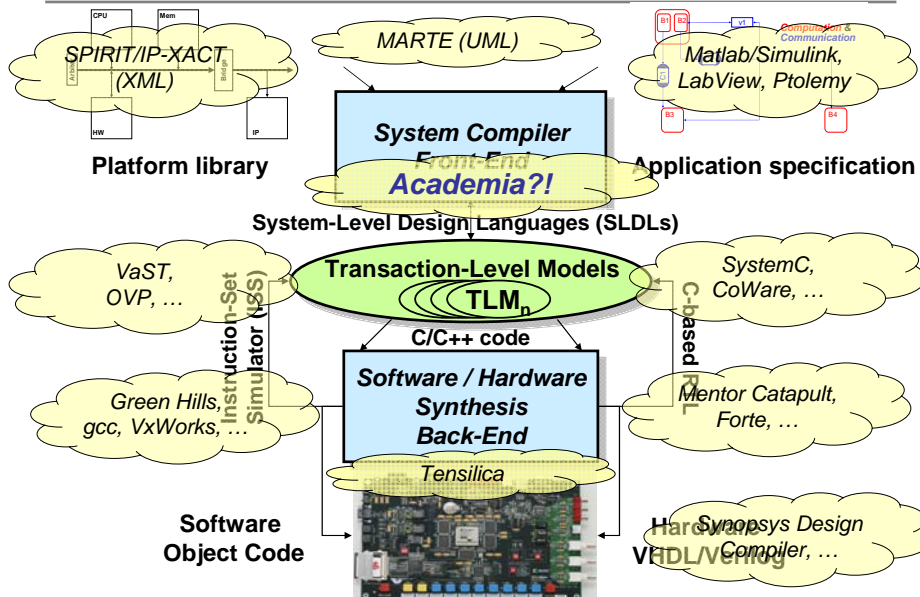 CPU
Mem
SPIRIT/IP-XACT
(XML)
Bridge
HW
IP
Platform library
MARTE (UML)
B1
B2
v1
Computation &
Communication
Matlab/Simulink,
LabView, Ptolemy
C1
B3
B4
Application specification
System Compiler
Front-End
Academia?!
System-Level Design Languages (SLDLs)
Transaction-Level Models
TLMn
C/C++ code
VaST,
OVP, …
SystemC,
CoWare, …
Instruction-Set
Simulator (ISS)
C-based RTL
Software / Hardware
Synthesis
Back-End
Green Hills,
gcc, VxWorks, …
Mentor Catapult,
Forte, …
Tensilica
Software
Object Code
Hardware
VHDL/Verilog
Synopsys Design
Compiler, …